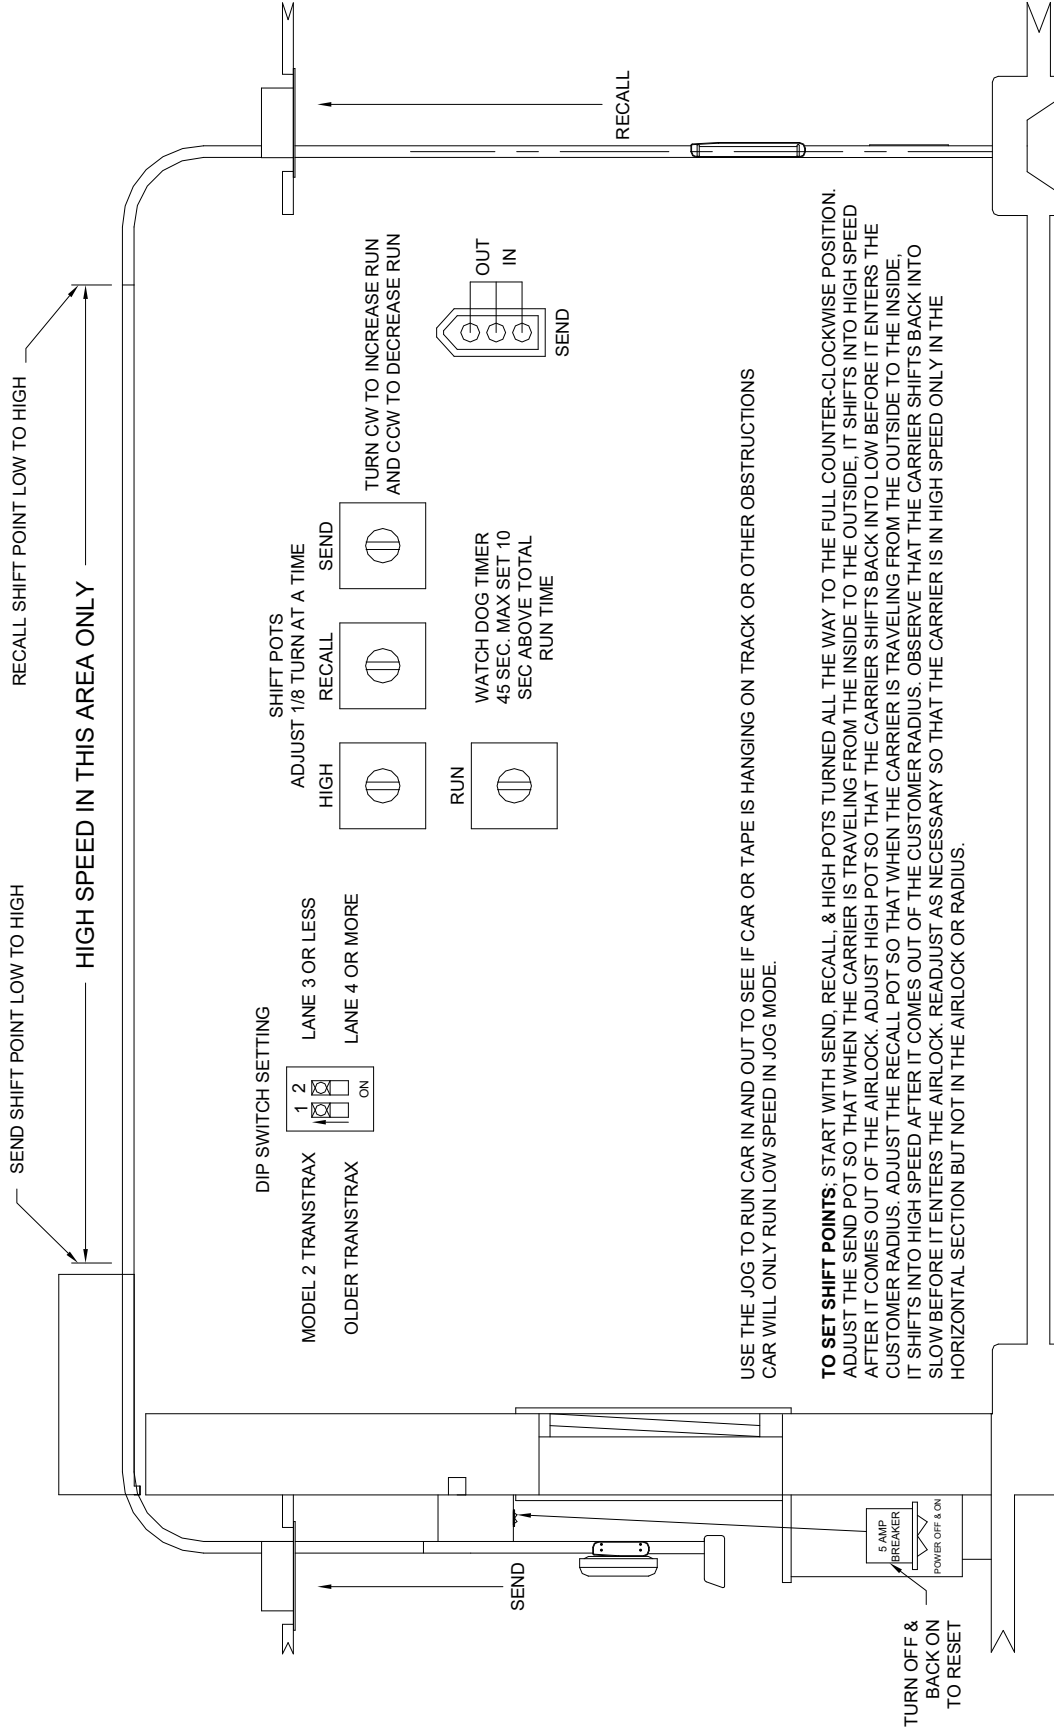 SEND SHIFT POINT LOW TO HIGH
RECALL SHIFT POINT LOW TO HIGH
HIGH SPEED IN THIS AREA ONLY
DIP SWITCH SETTING
MODEL 2 TRANSTRAX
1 2
LANE 3 OR LESS
OLDER TRANSTRAX
ON
LANE 4 OR MORE
SHIFT POTS
ADJUST 1/8 TURN AT A TIME
HIGH
RECALL
SEND
TURN CW TO INCREASE RUN
AND CCW TO DECREASE RUN
RUN
WATCH DOG TIMER
45 SEC. MAX SET 10
SEC ABOVE TOTAL
RUN TIME
OUT
IN
SEND
SEND
RECALL
USE THE JOG TO RUN CAR IN AND OUT TO SEE IF CAR OR TAPE IS HANGING ON TRACK OR OTHER OBSTRUCTIONS
CAR WILL ONLY RUN LOW SPEED IN JOG MODE.
TO SET SHIFT POINTS; START WITH SEND, RECALL, & HIGH POTS TURNED ALL THE WAY TO THE FULL COUNTER-CLOCKWISE POSITION.
ADJUST THE SEND POT SO THAT WHEN THE CARRIER IS TRAVELING FROM THE INSIDE TO THE OUTSIDE, IT SHIFTS INTO HIGH SPEED
AFTER IT COMES OUT OF THE AIRLOCK. ADJUST HIGH POT SO THAT THE CARRIER SHIFTS BACK INTO LOW BEFORE IT ENTERS THE
CUSTOMER RADIUS. ADJUST THE RECALL POT SO THAT WHEN THE CARRIER IS TRAVELING FROM THE OUTSIDE TO THE INSIDE,
IT SHIFTS INTO HIGH SPEED AFTER IT COMES OUT OF THE CUSTOMER RADIUS. OBSERVE THAT THE CARRIER SHIFTS BACK INTO
SLOW BEFORE IT ENTERS THE AIRLOCK. READJUST AS NECESSARY SO THAT THE CARRIER IS IN HIGH SPEED ONLY IN THE
HORIZONTAL SECTION BUT NOT IN THE AIRLOCK OR RADIUS.
5 AMP
BREAKER
POWER OFF & ON
TURN OFF &
BACK ON
TO RESET